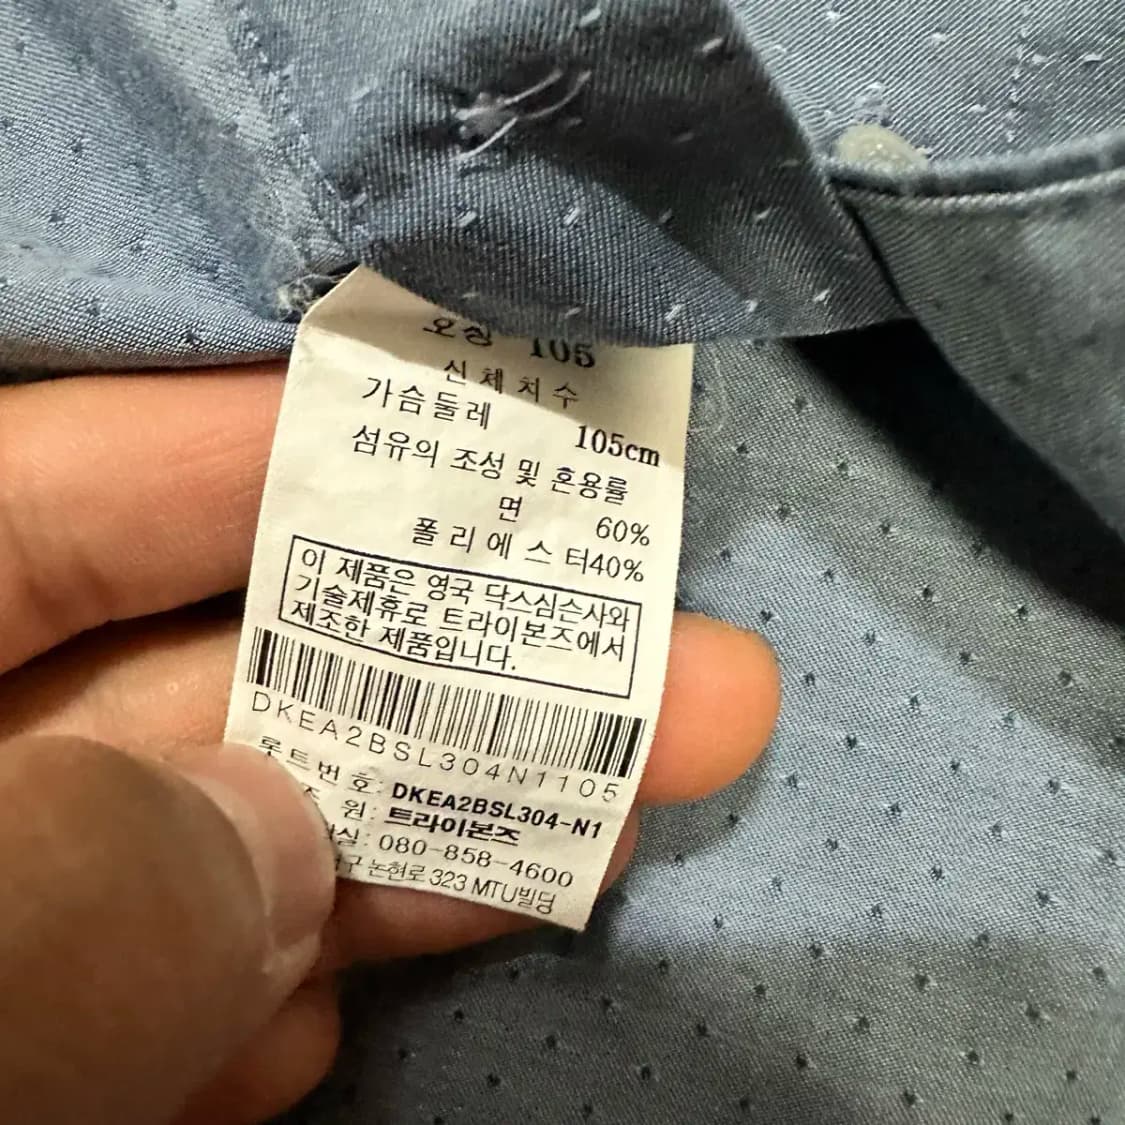 105
신체치수
가슴둘레 105cm
섬유의 조성 및 혼용률
면 60%
폴리에스터40%
이 제품은 영국 닥스심슨사와
기술제휴로 트라이본즈에서
제조한 제품입니다.
DKEA2BSL304N1105
로트번호: DKEA2BSL304-N1
원: 트라이본즈
실: 080-858-4600
구 논현로 323 MTU빌딩